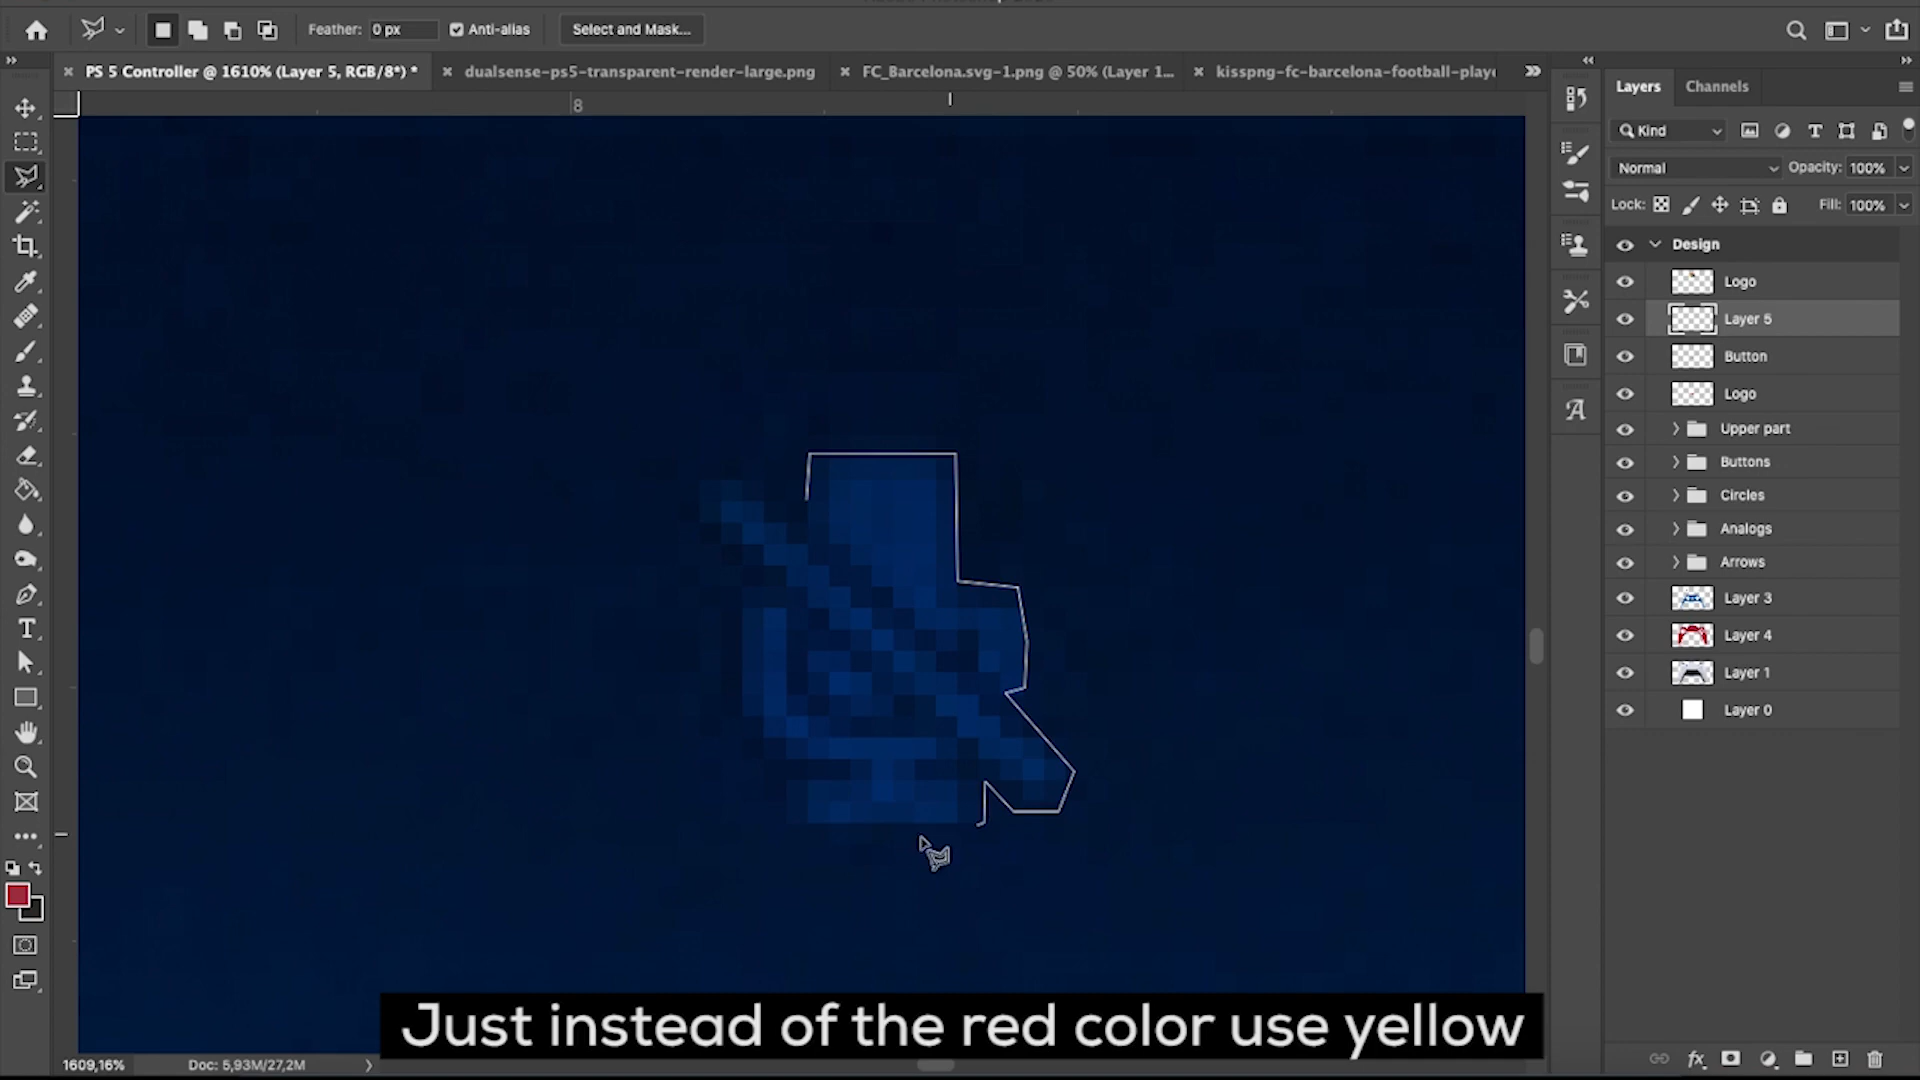 Feather: 0 px Anti-alias Select and Mask...
PS 5 Controller @ 1610% (Layer 5, RGB/8*) * dualsense-ps5-transparent-render-large.png FC_Barcelona.svg-1.png @ 50% (Layer 1... kisspng-fc-barcelona-football-playe
8
Layers Channels
Kind
Normal Opacity: 100%
Lock: Fill: 100%
Design
Logo
Layer 5
Button
Logo
Upper part
Buttons
Circles
Analogs
Arrows
Layer 3
Layer 4
Layer 1
Layer 0
Just instead of the red color use yellow
1609,16% Doc: 5,93M/27,2M